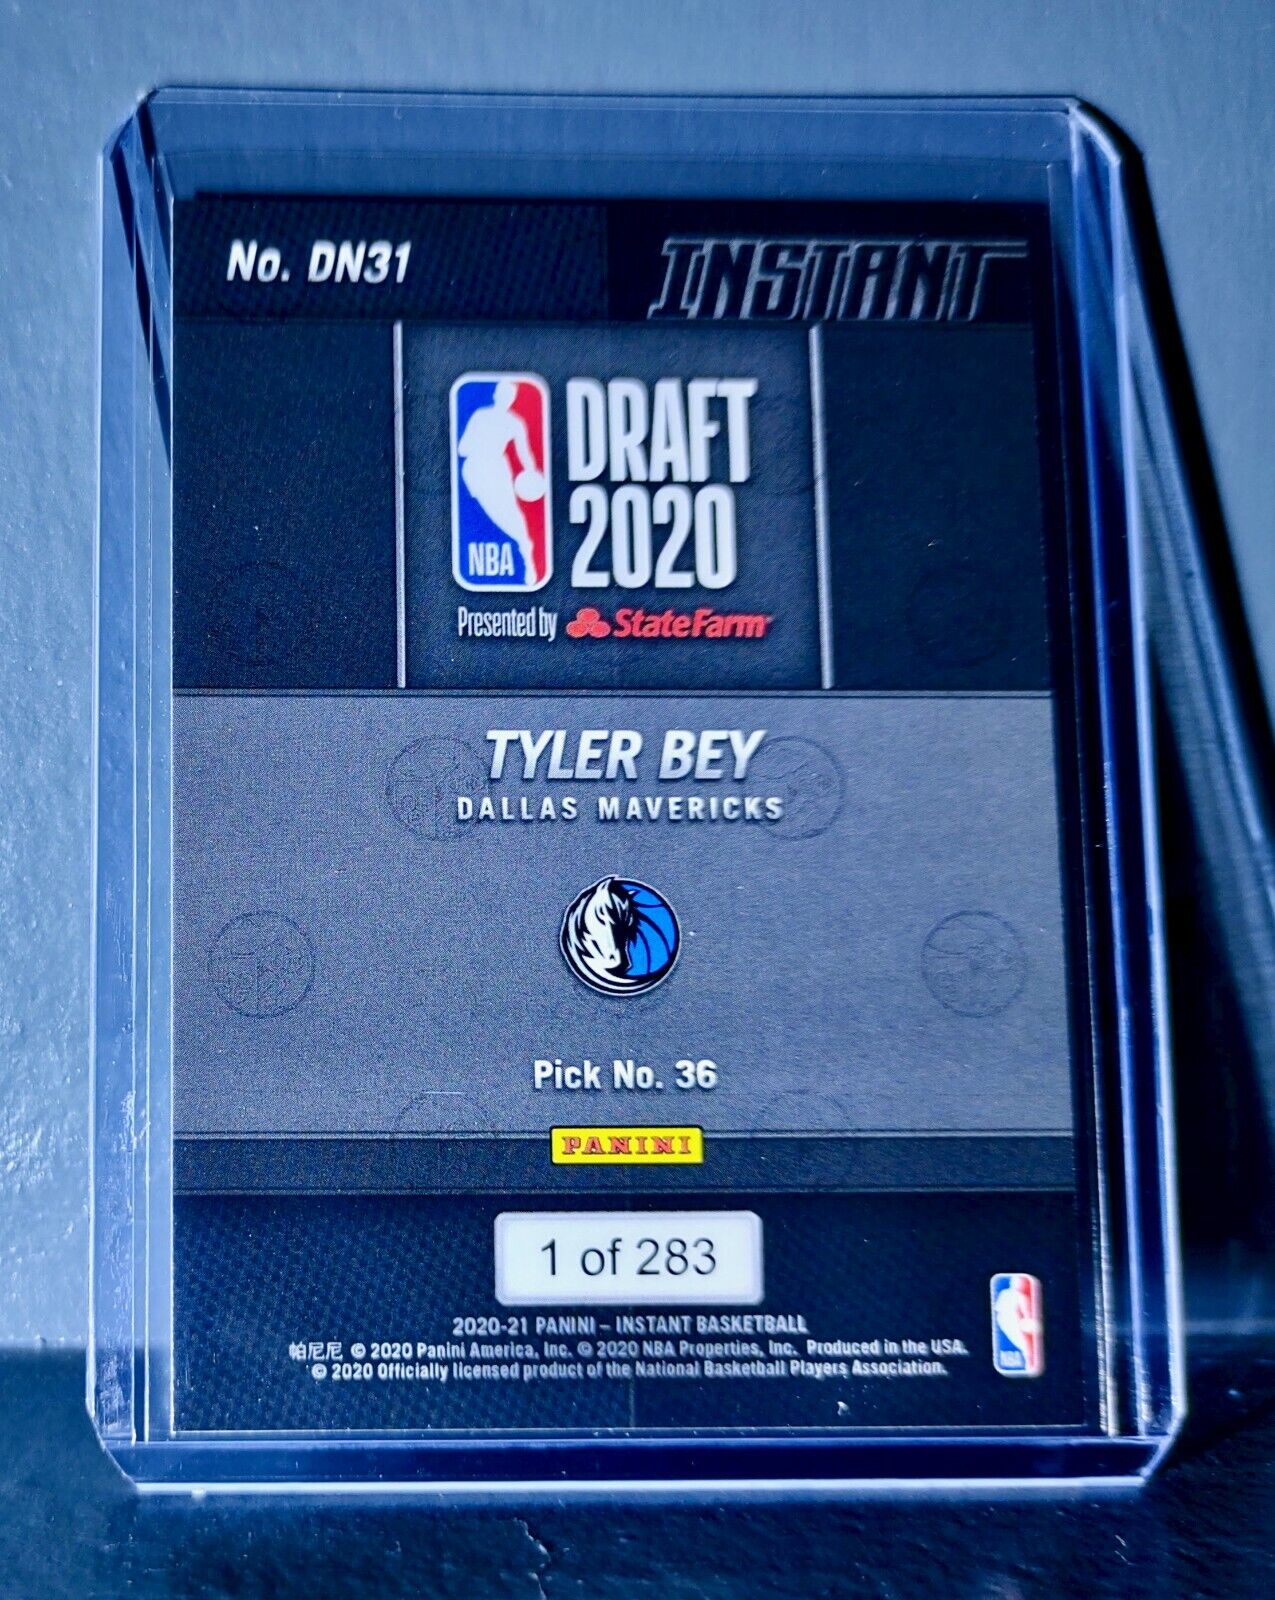 No. DN31
INSTANT
NBA
DRAFT
2020
Presented by StateFarm
TYLER BEY
DALLAS MAVERICKS
Pick No. 36
PANINI
1 of 283
2020-21 PANINI – INSTANT BASKETBALL
帕尼尼 © 2020 Panini America, Inc. © 2020 NBA Properties, Inc. Produced in the USA.
© 2020 Officially licensed product of the National Basketball Players Association.
NBA